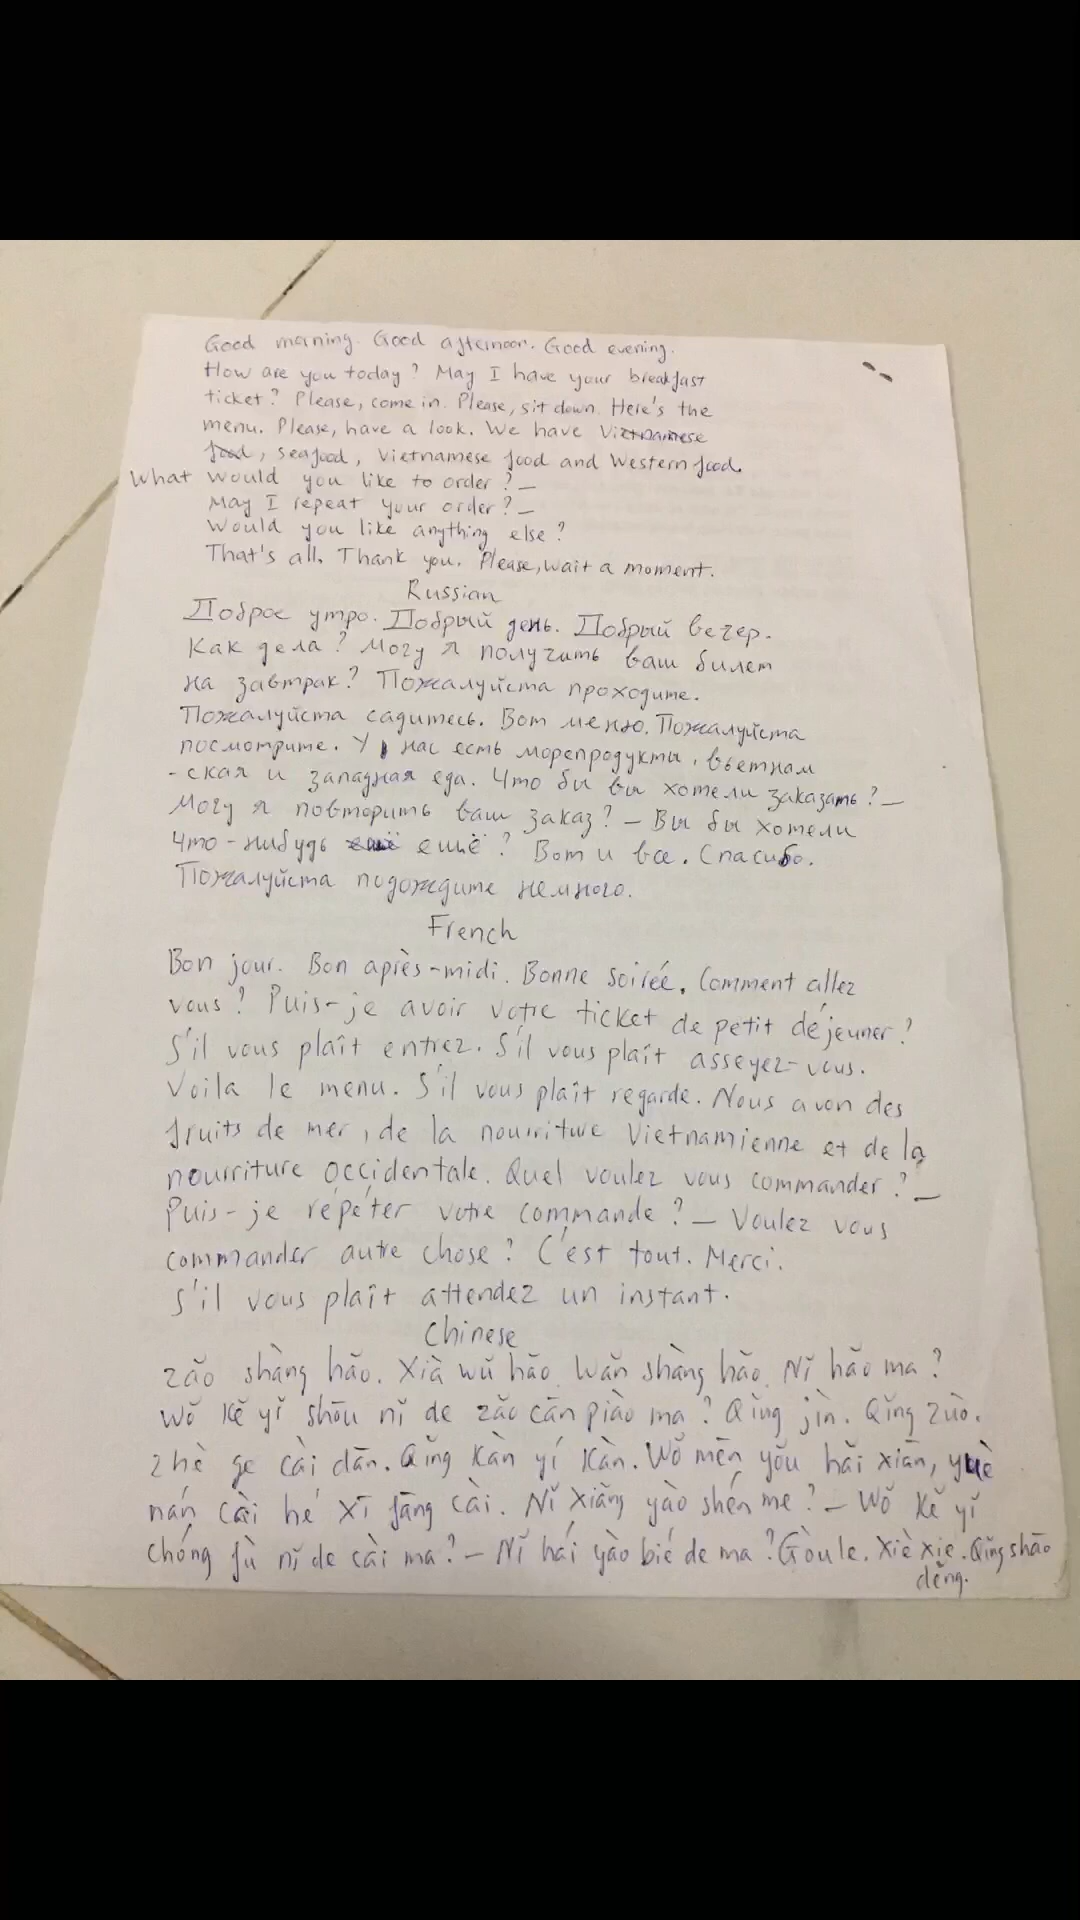 Good morning. Good afternoon. Good evening.
How are you today? May I have your breakfast
ticket? Please, come in. Please, sit down. Here's the
menu. Please, have a look. We have Vietnamese
food, seafood, Vietnamese food and Western food.
What would you like to order? –
May I repeat your order? –
Would you like anything else?
That's all. Thank you. Please, wait a moment.
Russian
Доброе утро. Добрый день. Добрый вечер.
Как дела? Могу я получить ваш билет
на завтрак? Пожалуйста проходите.
Пожалуйста садитесь. Вот меню. Пожалуйста
посмотрите. У нас есть морепродукты, вьетнам
-ская и западная еда. Что би вы хотели заказать? –
Могу я повторить ваш заказ? – Вы бы хотели
что-нибудь ещё ещё? Вот и все. Спасибо.
Пожалуйста подождите немного.
French
Bon jour. Bon après-midi. Bonne soirée. Comment allez
vous? Puis-je avoir votre ticket de petit déjeuner?
S'il vous plaît entrez. S'il vous plaît asseyez-vous.
Voila le menu. S'il vous plaît regarde. Nous avon des
fruits de mer, de la nourriture Vietnamienne et de la
nourriture occidentale. Quel voulez vous commander? –
Puis-je répéter votre commande? – Voulez vous
commander autre chose? C'est tout. Merci.
S'il vous plaît attendez un instant.
Chinese
Zǎo shàng hǎo. Xià wǔ hǎo. Wǎn shàng hǎo. Nǐ hǎo ma?
Wǒ kě yǐ shōu nǐ de zǎo cān piào ma? Qǐng jìn. Qǐng zuò.
Zhè ge cài dān. Qǐng kàn yí kàn. Wǒ mēn yǒu hǎi xiān, yuè
nán cài hé xī fāng cài. Nǐ xiǎng yào shén me? – Wǒ kě yǐ
chóng fù nǐ de cài ma? – Nǐ hái yào bié de ma? Gòu le. Xiè xie. Qǐng shāo
děng.